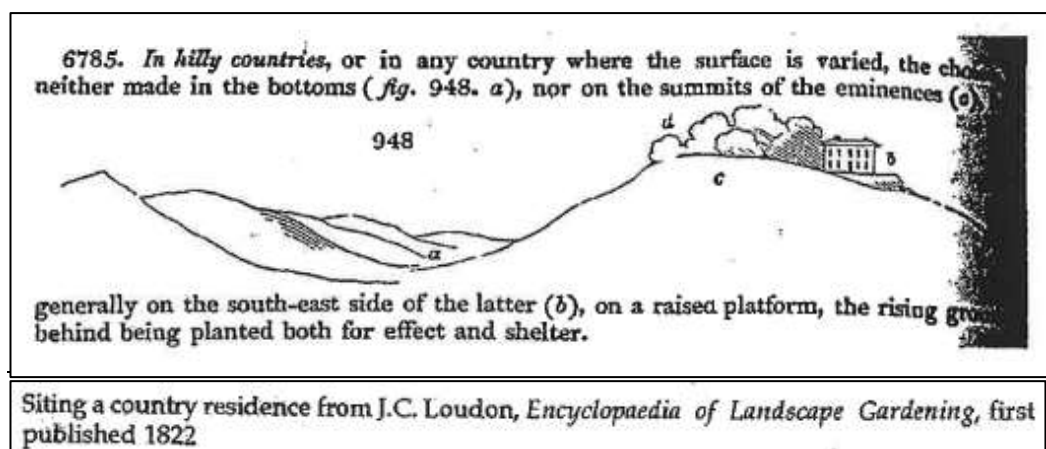 6785. In hilly countries, or in any country where the surface is varied, the
neither made in the bottoms (fig. 948. a), nor on the summits of the eminences (c),
948
d
b
c
a
generally on the south-east side of the latter (b), on a raised platform, the rising
behind being planted both for effect and shelter.
Siting a country residence from J.C. Loudon, Encyclopaedia of Landscape Gardening, first
published 1822